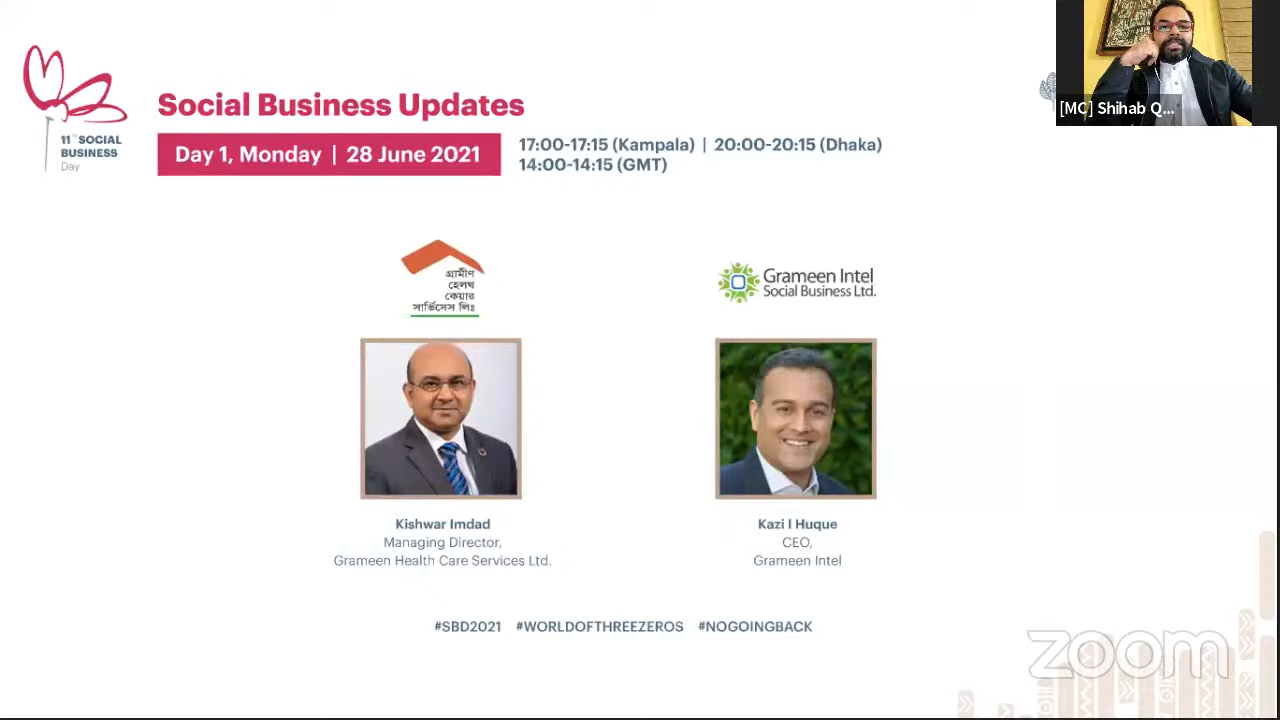 Social Business Updates
11TH SOCIAL
BUSINESS
Day
Day 1, Monday | 28 June 2021
17:00-17:15 (Kampala) | 20:00-20:15 (Dhaka)
14:00-14:15 (GMT)
[MC] Shihab Q...
গ্রামীণ
হেলথ
কেয়ার
সার্ভিসেস লিঃ
Grameen Intel
Social Business Ltd.
Kishwar Imdad
Managing Director,
Grameen Health Care Services Ltd.
Kazi I Huque
CEO,
Grameen Intel
#SBD2021 #WORLDOFTHREEZEROS #NOGOINGBACK
zoom